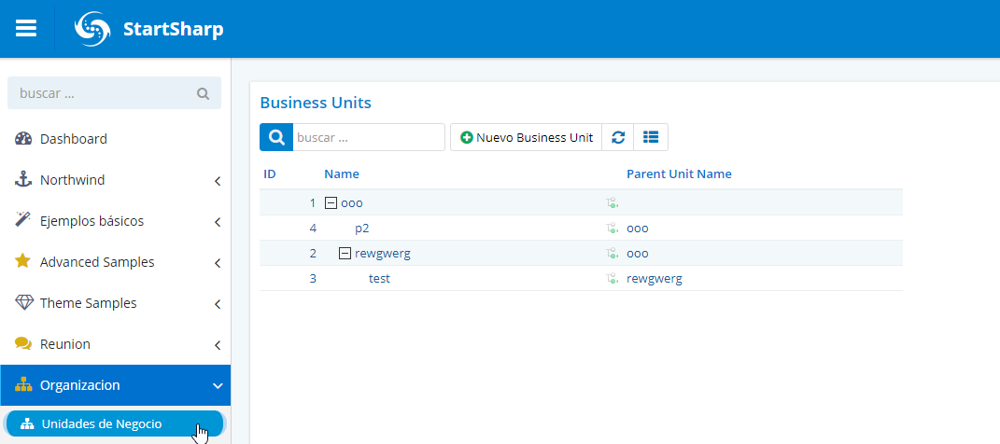 StartSharp
buscar ...
Dashboard
Northwind
Ejemplos básicos
Advanced Samples
Theme Samples
Reunion
Organizacion
Unidades de Negocio
Business Units
buscar ...
Nuevo Business Unit
ID Name Parent Unit Name
1 ooo
4 p2 ooo
2 rewgwerg ooo
3 test rewgwerg